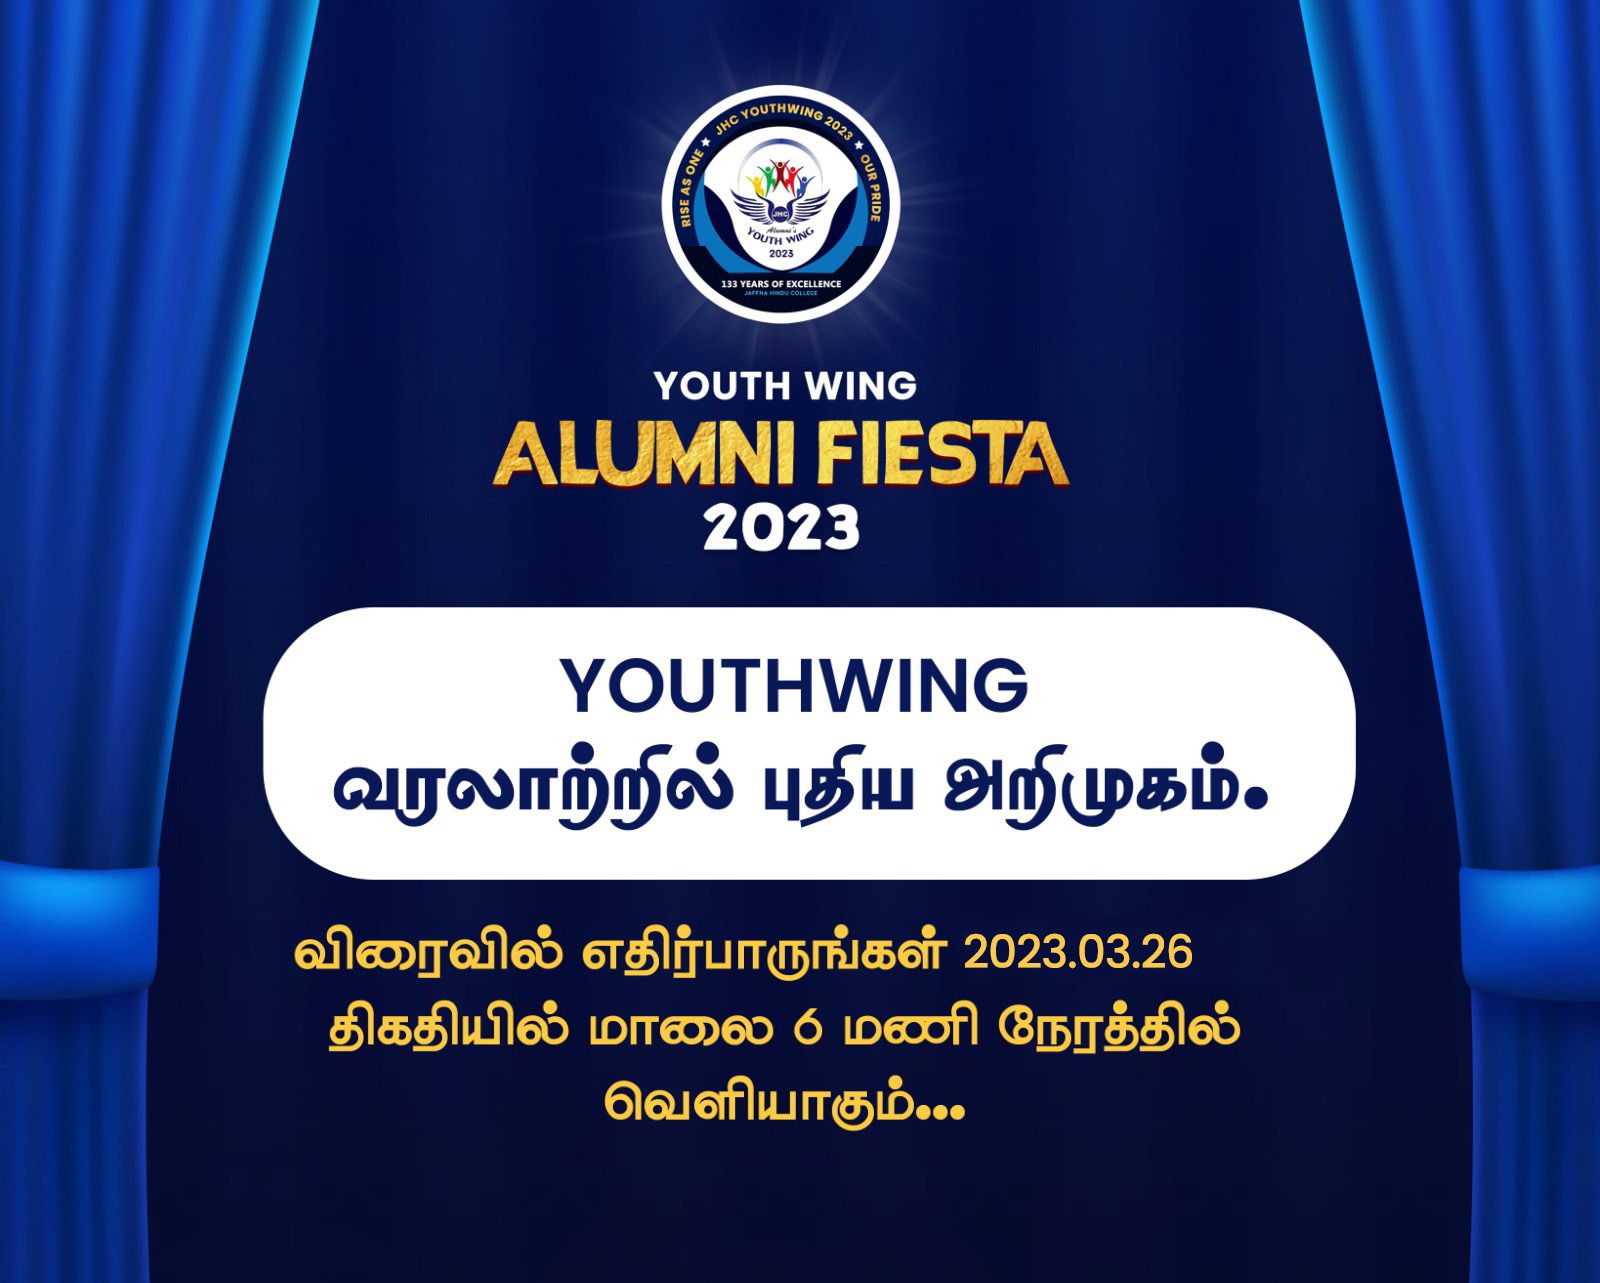 RISE AS ONE ★ JHC YOUTHWING 2023 ★ OUR PRIDE
JHC
Alumni's
YOUTH WING
2023
133 YEARS OF EXCELLENCE
JAFFNA HINDU COLLEGE
YOUTH WING
ALUMNI FIESTA
2023
YOUTHWING
வரலாற்றில் புதிய அறிமுகம்.
விரைவில் எதிர்பாருங்கள் 2023.03.26
திகதியில் மாலை 6 மணி நேரத்தில்
வெளியாகும்...